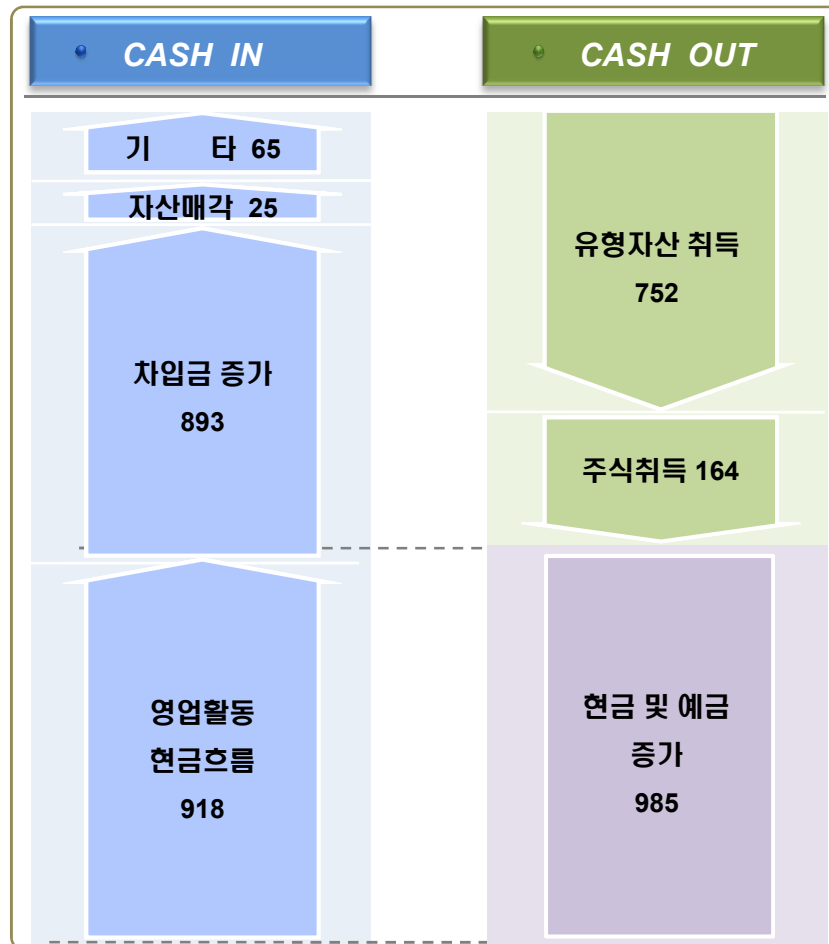 CASH IN
기 타 65
자산매각 25
차입금 증가
893
영업활동
현금흐름
918
CASH OUT
유형자산 취득
752
주식취득 164
현금 및 예금
증가
985